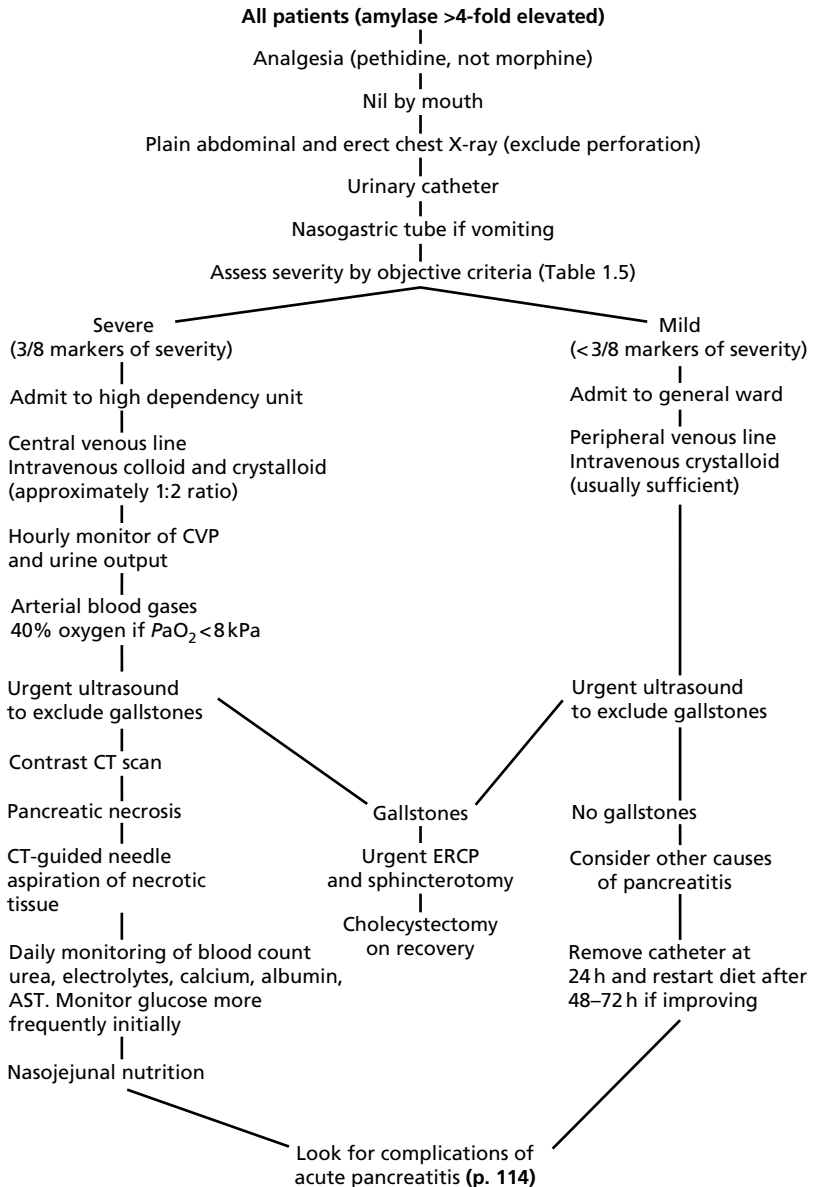 All patients (amylase >4-fold elevated)
Analgesia (pethidine, not morphine)
Nil by mouth
Plain abdominal and erect chest X-ray (exclude perforation)
Urinary catheter
Nasogastric tube if vomiting
Assess severity by objective criteria (Table 1.5)
Severe
(3/8 markers of severity)
Admit to high dependency unit
Central venous line
Intravenous colloid and crystalloid
(approximately 1:2 ratio)
Hourly monitor of CVP
and urine output
Arterial blood gases
40% oxygen if PaO2<8kPa
Urgent ultrasound
to exclude gallstones
Contrast CT scan
Pancreatic necrosis
CT-guided needle
aspiration of necrotic
tissue
Daily monitoring of blood count
urea, electrolytes, calcium, albumin,
AST. Monitor glucose more
frequently initially
Nasojejunal nutrition
Gallstones
Urgent ERCP
and sphincterotomy
Cholecystectomy
on recovery
Mild
(<3/8 markers of severity)
Admit to general ward
Peripheral venous line
Intravenous crystalloid
(usually sufficient)
Urgent ultrasound
to exclude gallstones
No gallstones
Consider other causes
of pancreatitis
Remove catheter at
24h and restart diet after
48–72h if improving
Look for complications of
acute pancreatitis (p. 114)